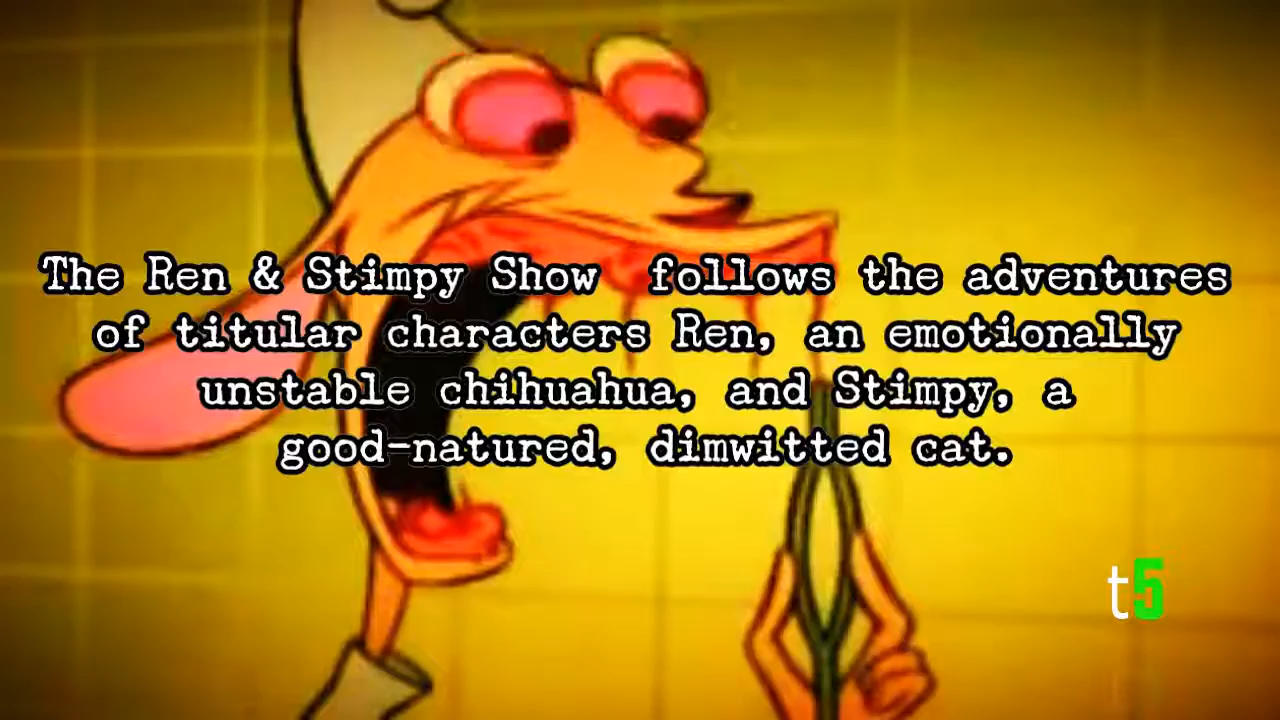 The Ren & Stimpy Show  follows the adventures
of titular characters Ren, an emotionally
unstable chihuahua, and Stimpy, a
good-natured, dimwitted cat.
t5